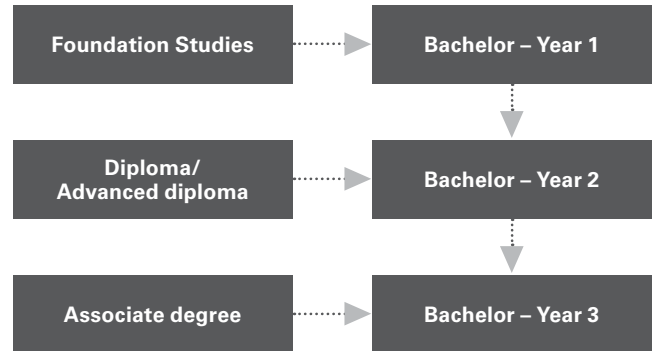 Foundation Studies
Bachelor – Year 1
Diploma/
Advanced diploma
Bachelor – Year 2
Associate degree
Bachelor – Year 3